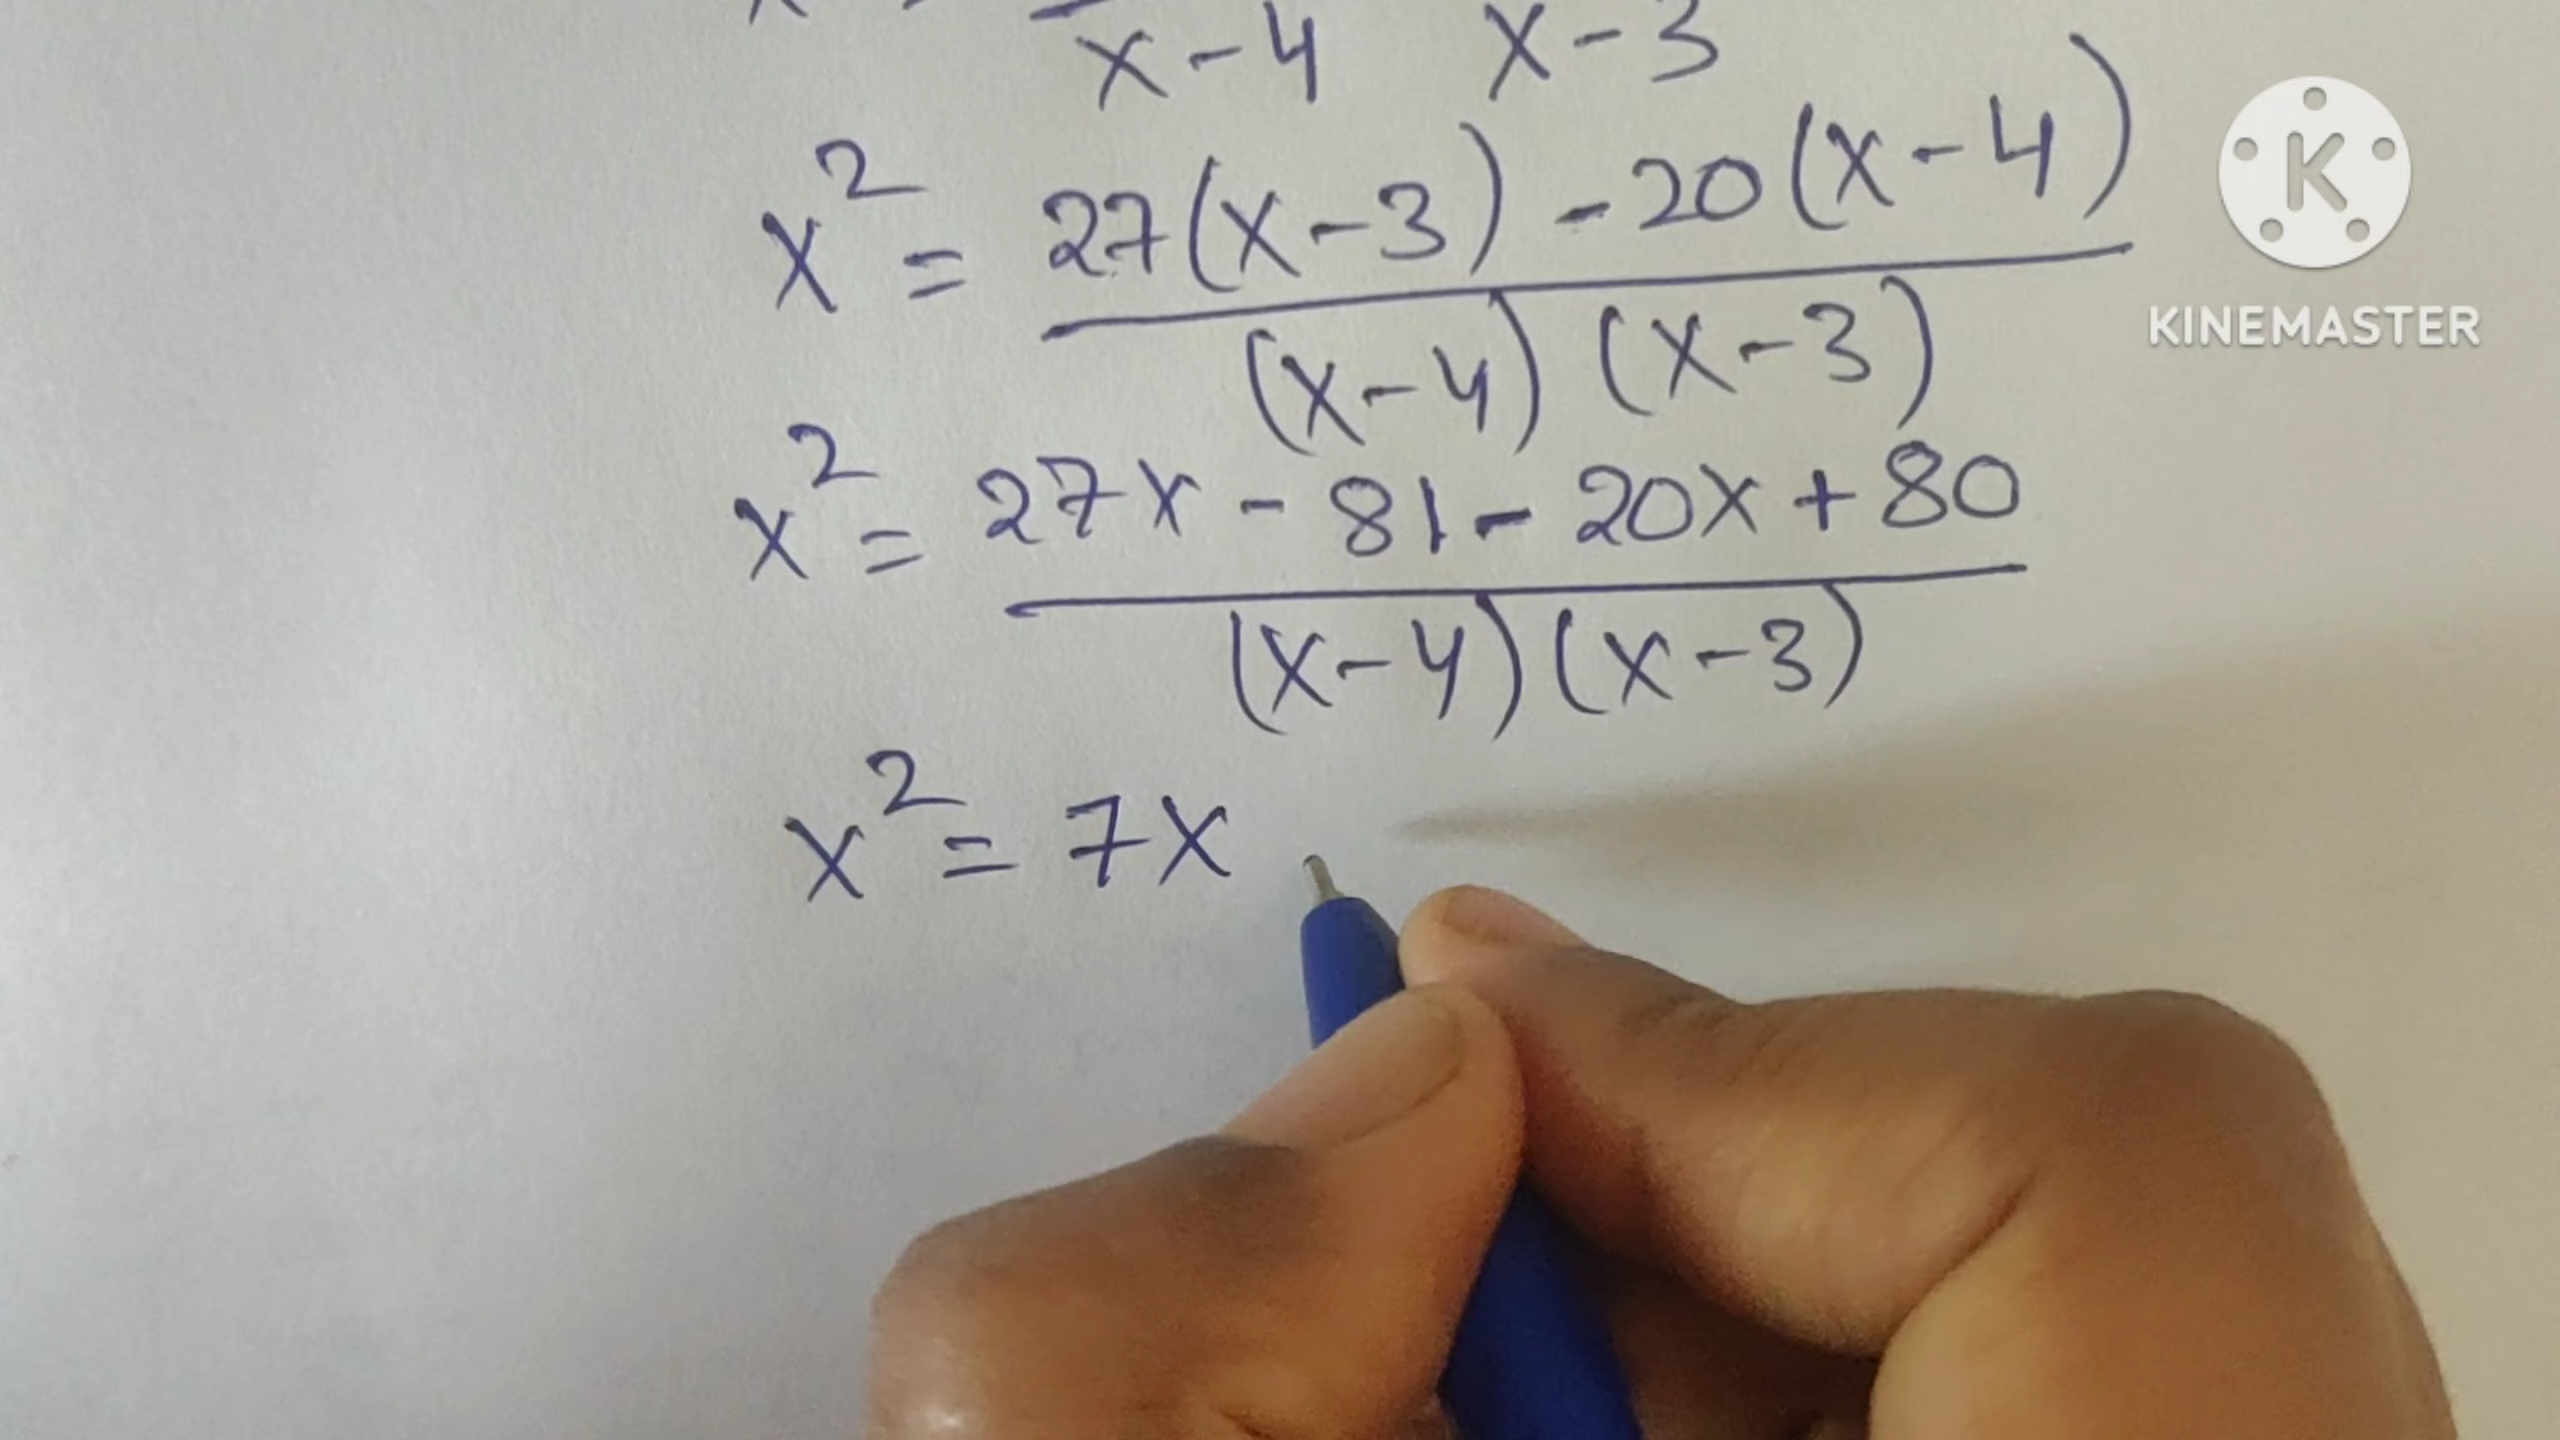 x - 4 x - 3
x² = 27(x - 3) - 20(x - 4)
(x - 4) (x - 3)
x² = 27x - 81 - 20x + 80
(x - 4) (x - 3)
x² = 7x
K
KINEMASTER